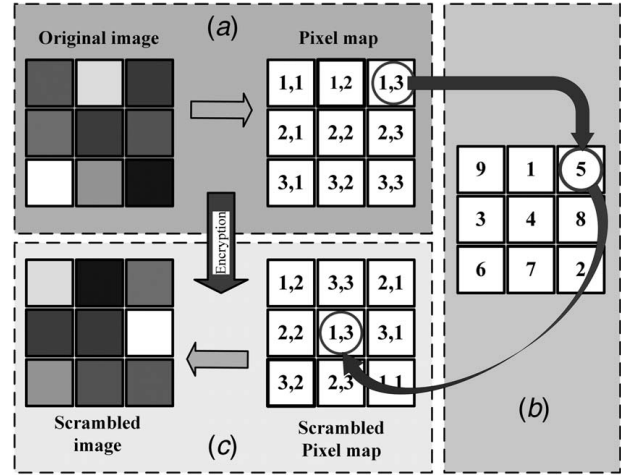 (a)
Original image
Pixel map
1,1 1,2 1,3
2,1 2,2 2,3
3,1 3,2 3,3
9 1 5
3 4 8
6 7 2
(b)
Encryption
1,2 3,3 2,1
2,2 1,3 3,1
3,2 2,3 1,1
Scrambled
image
(c)
Scrambled
Pixel map